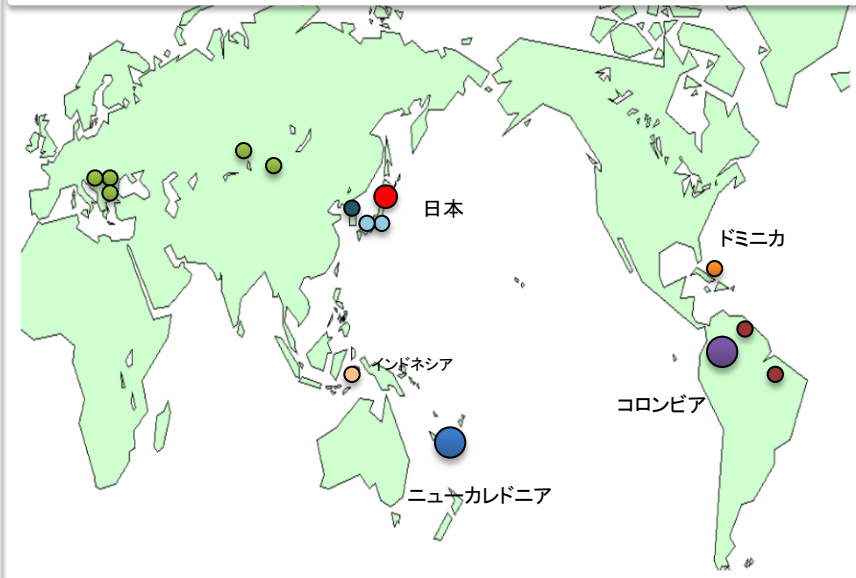 日本
ドミニカ
インドネシア
コロンビア
ニューカレドニア